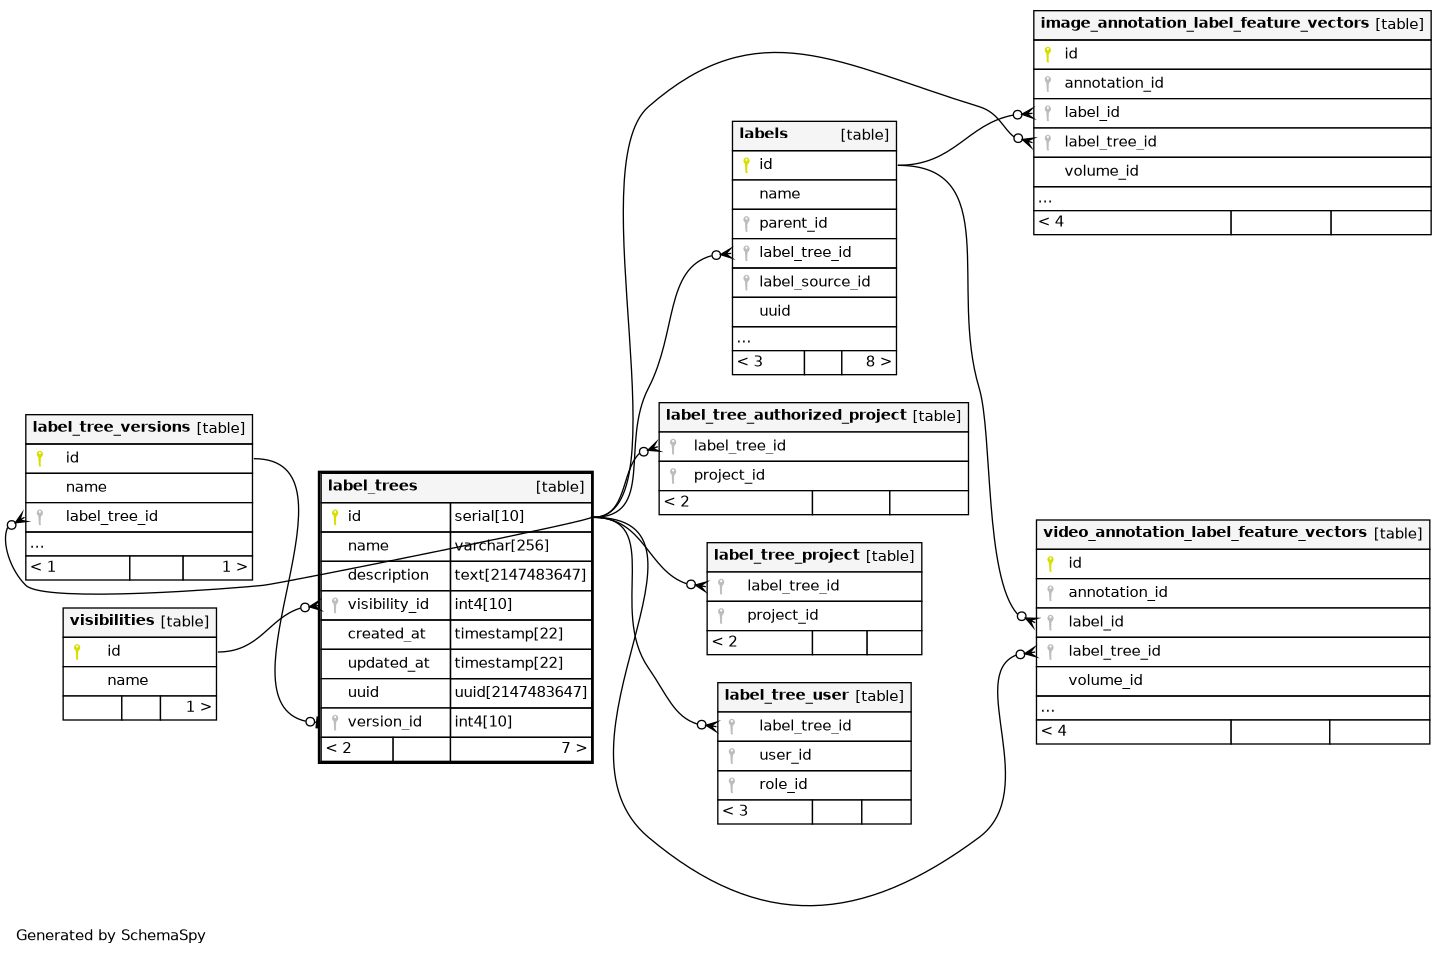 image_annotation_label_feature_vectors [table]
id
annotation_id
label_id
label_tree_id
volume_id
...
< 4
labels [table]
id
name
parent_id
label_tree_id
label_source_id
uuid
...
< 3 8 >
label_tree_authorized_project [table]
label_tree_id
project_id
< 2
label_tree_versions [table]
id
name
label_tree_id
...
< 1 1 >
label_trees [table]
id serial[10]
name varchar[256]
description text[2147483647]
visibility_id int4[10]
created_at timestamp[22]
updated_at timestamp[22]
uuid uuid[2147483647]
version_id int4[10]
< 2 7 >
visibilities [table]
id
name
1 >
label_tree_project [table]
label_tree_id
project_id
< 2
label_tree_user [table]
label_tree_id
user_id
role_id
< 3
video_annotation_label_feature_vectors [table]
id
annotation_id
label_id
label_tree_id
volume_id
...
< 4
Generated by SchemaSpy